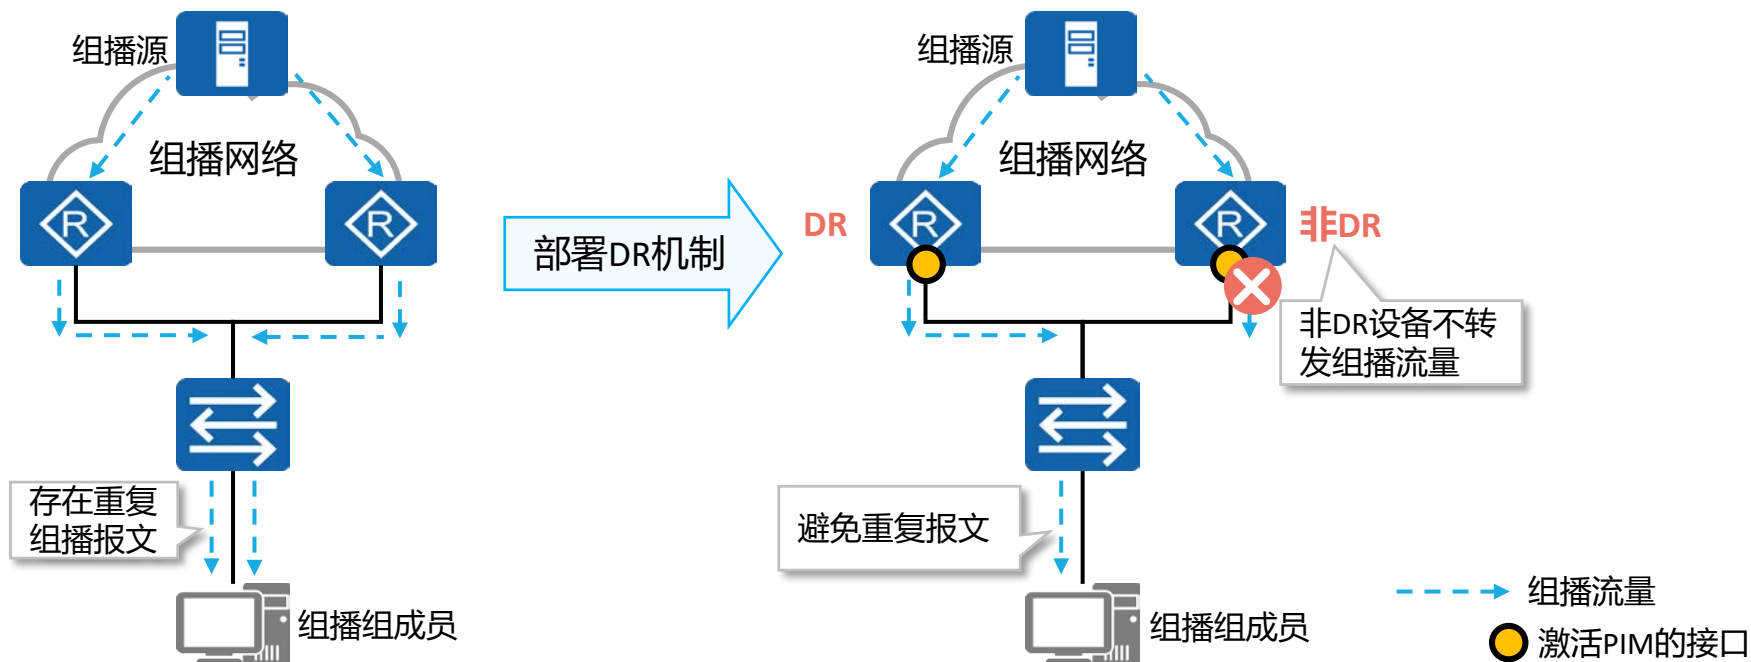 组播源
组播网络
R
R
存在重复
组播报文
组播组成员
部署DR机制
组播源
组播网络
DR
R
R
非DR
非DR设备不转
发组播流量
避免重复报文
组播组成员
组播流量
激活PIM的接口